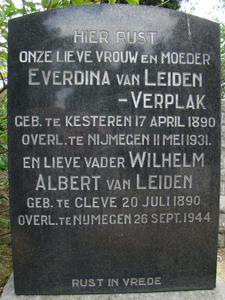 HIER RUST
ONZE LIEVE VROUW EN MOEDER
EVERDINA VAN LEIDEN
-VERPLAK
GEB. TE KESTEREN 17 APRIL 1890
OVERL. TE NIJMEGEN 11 MEI 1931.
EN LIEVE VADER WILHELM
ALBERT VAN LEIDEN
GEB. TE CLEVE 20 JULI 1890
OVERL. TE NIJMEGEN 26 SEPT. 1944
RUST IN VREDE